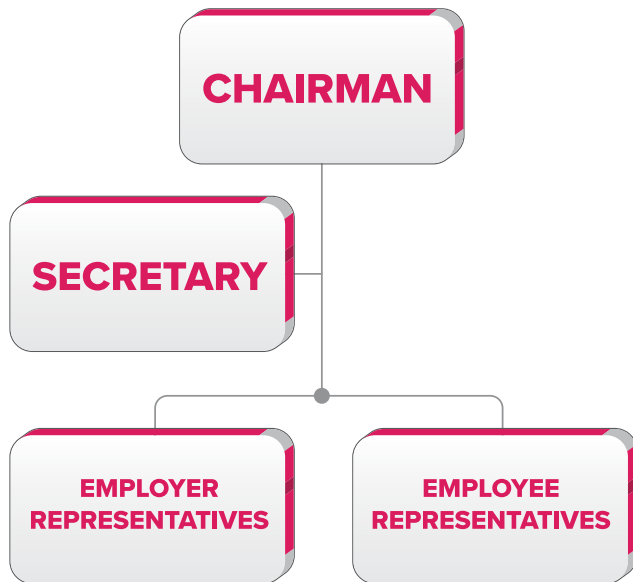 CHAIRMAN
SECRETARY
EMPLOYER
REPRESENTATIVES
EMPLOYEE
REPRESENTATIVES